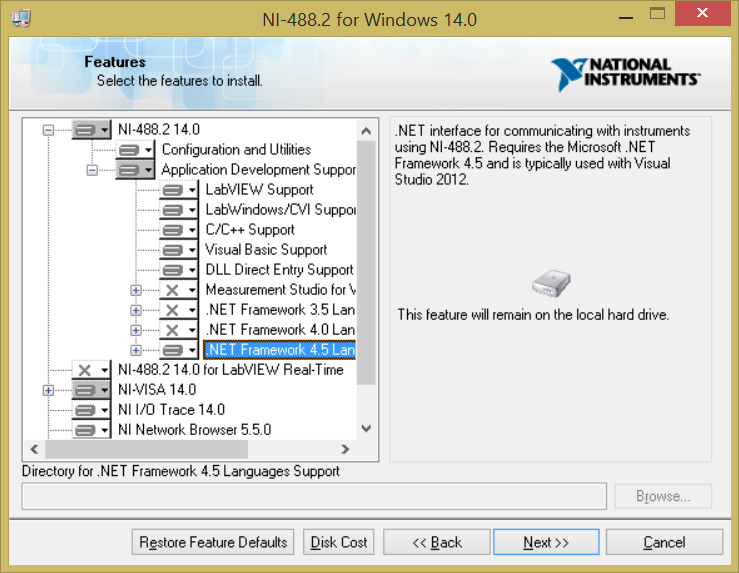 NI-488.2 for Windows 14.0
Features
Select the features to install.
NATIONAL
INSTRUMENTS™
NI-488.2 14.0
Configuration and Utilities
Application Development Suppor
LabVIEW Support
LabWindows/CVI Suppor
C/C++ Support
Visual Basic Support
DLL Direct Entry Support
Measurement Studio for V
.NET Framework 3.5 Lan
.NET Framework 4.0 Lan
.NET Framework 4.5 Lan
NI-488.2 14.0 for LabVIEW Real-Time
NI-VISA 14.0
NI I/O Trace 14.0
NI Network Browser 5.5.0
.NET interface for communicating with instruments
using NI-488.2. Requires the Microsoft .NET
Framework 4.5 and is typically used with Visual
Studio 2012.
This feature will remain on the local hard drive.
Directory for .NET Framework 4.5 Languages Support
Browse...
Restore Feature Defaults
Disk Cost
<< Back
Next >>
Cancel